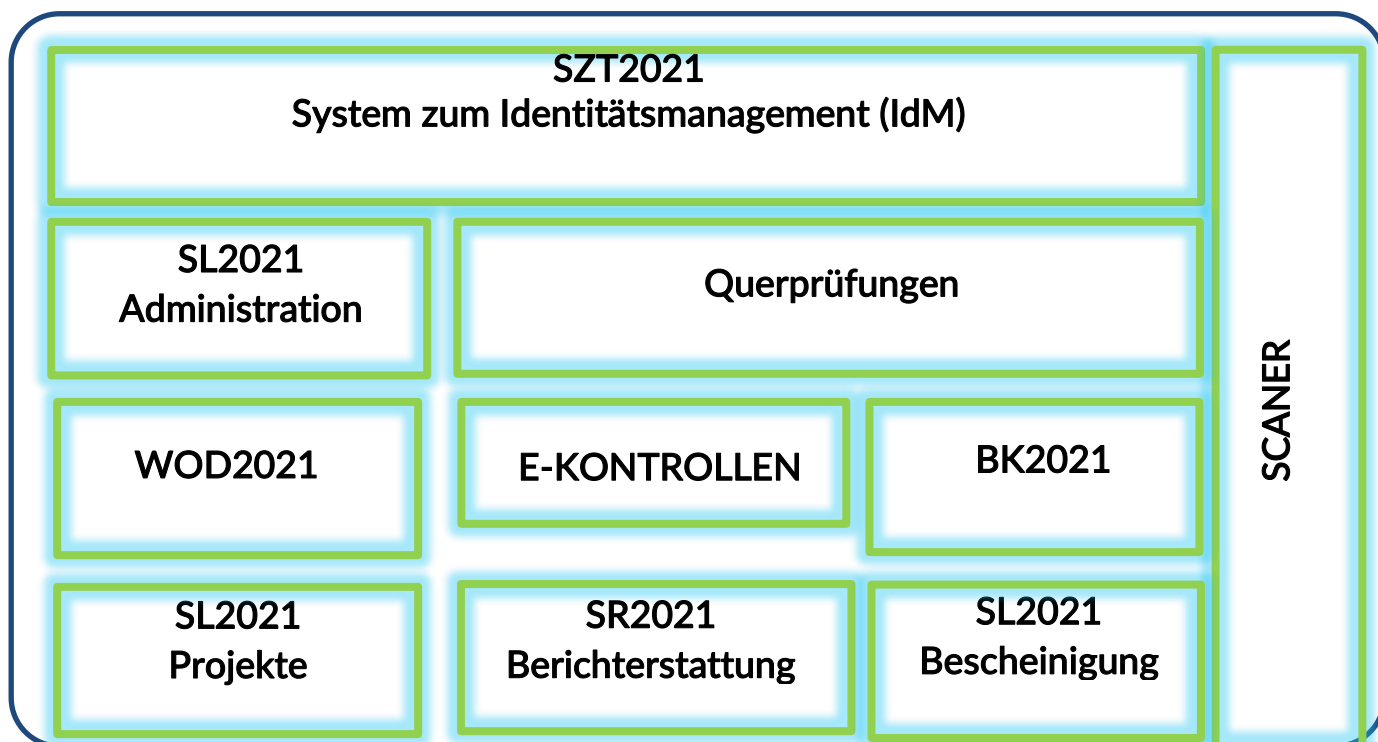 SZT2021
System zum Identitätsmanagement (IdM)
SL2021
Administration
Querprüfungen
WOD2021
E-KONTROLLEN
BK2021
SL2021
Projekte
SR2021
Berichterstattung
SL2021
Bescheinigung
SCANER